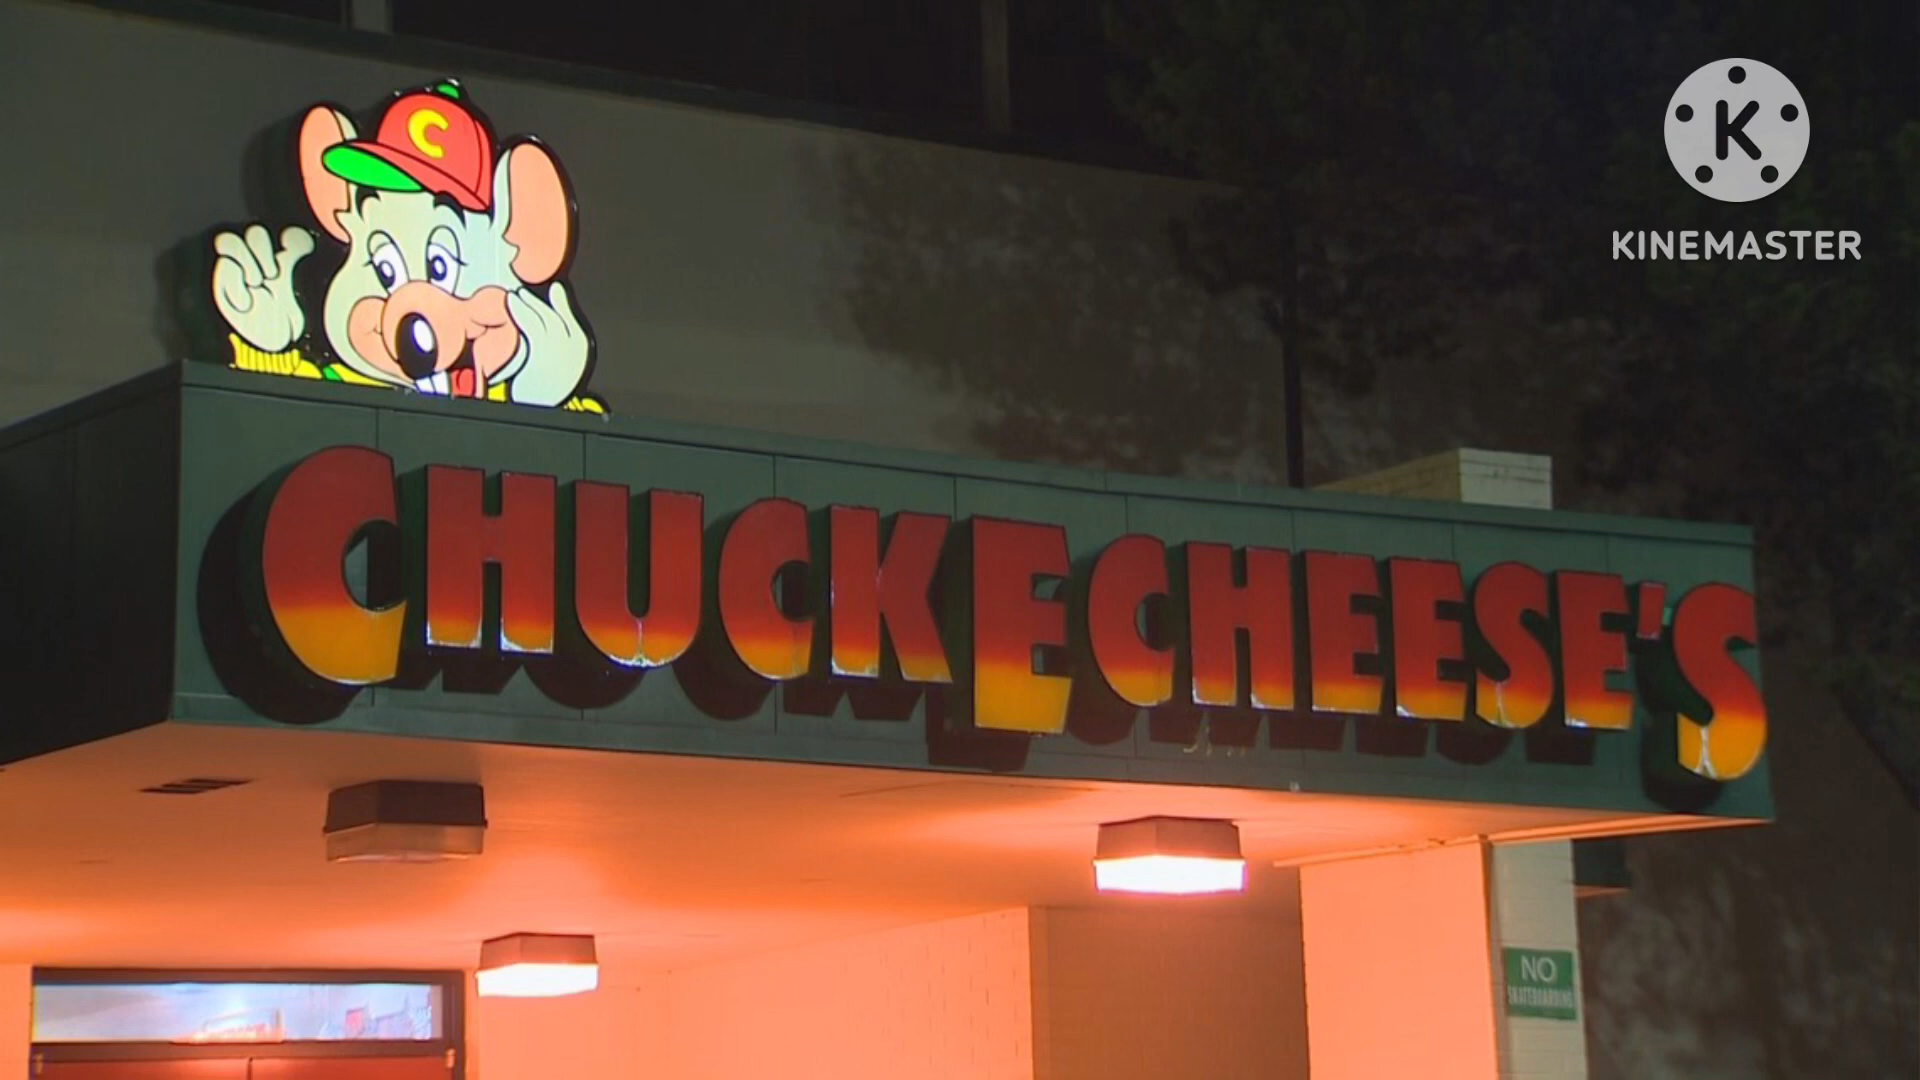 C
K
KINEMASTER
CHUCK E CHEESE'S
NO
SKATEBOARDING